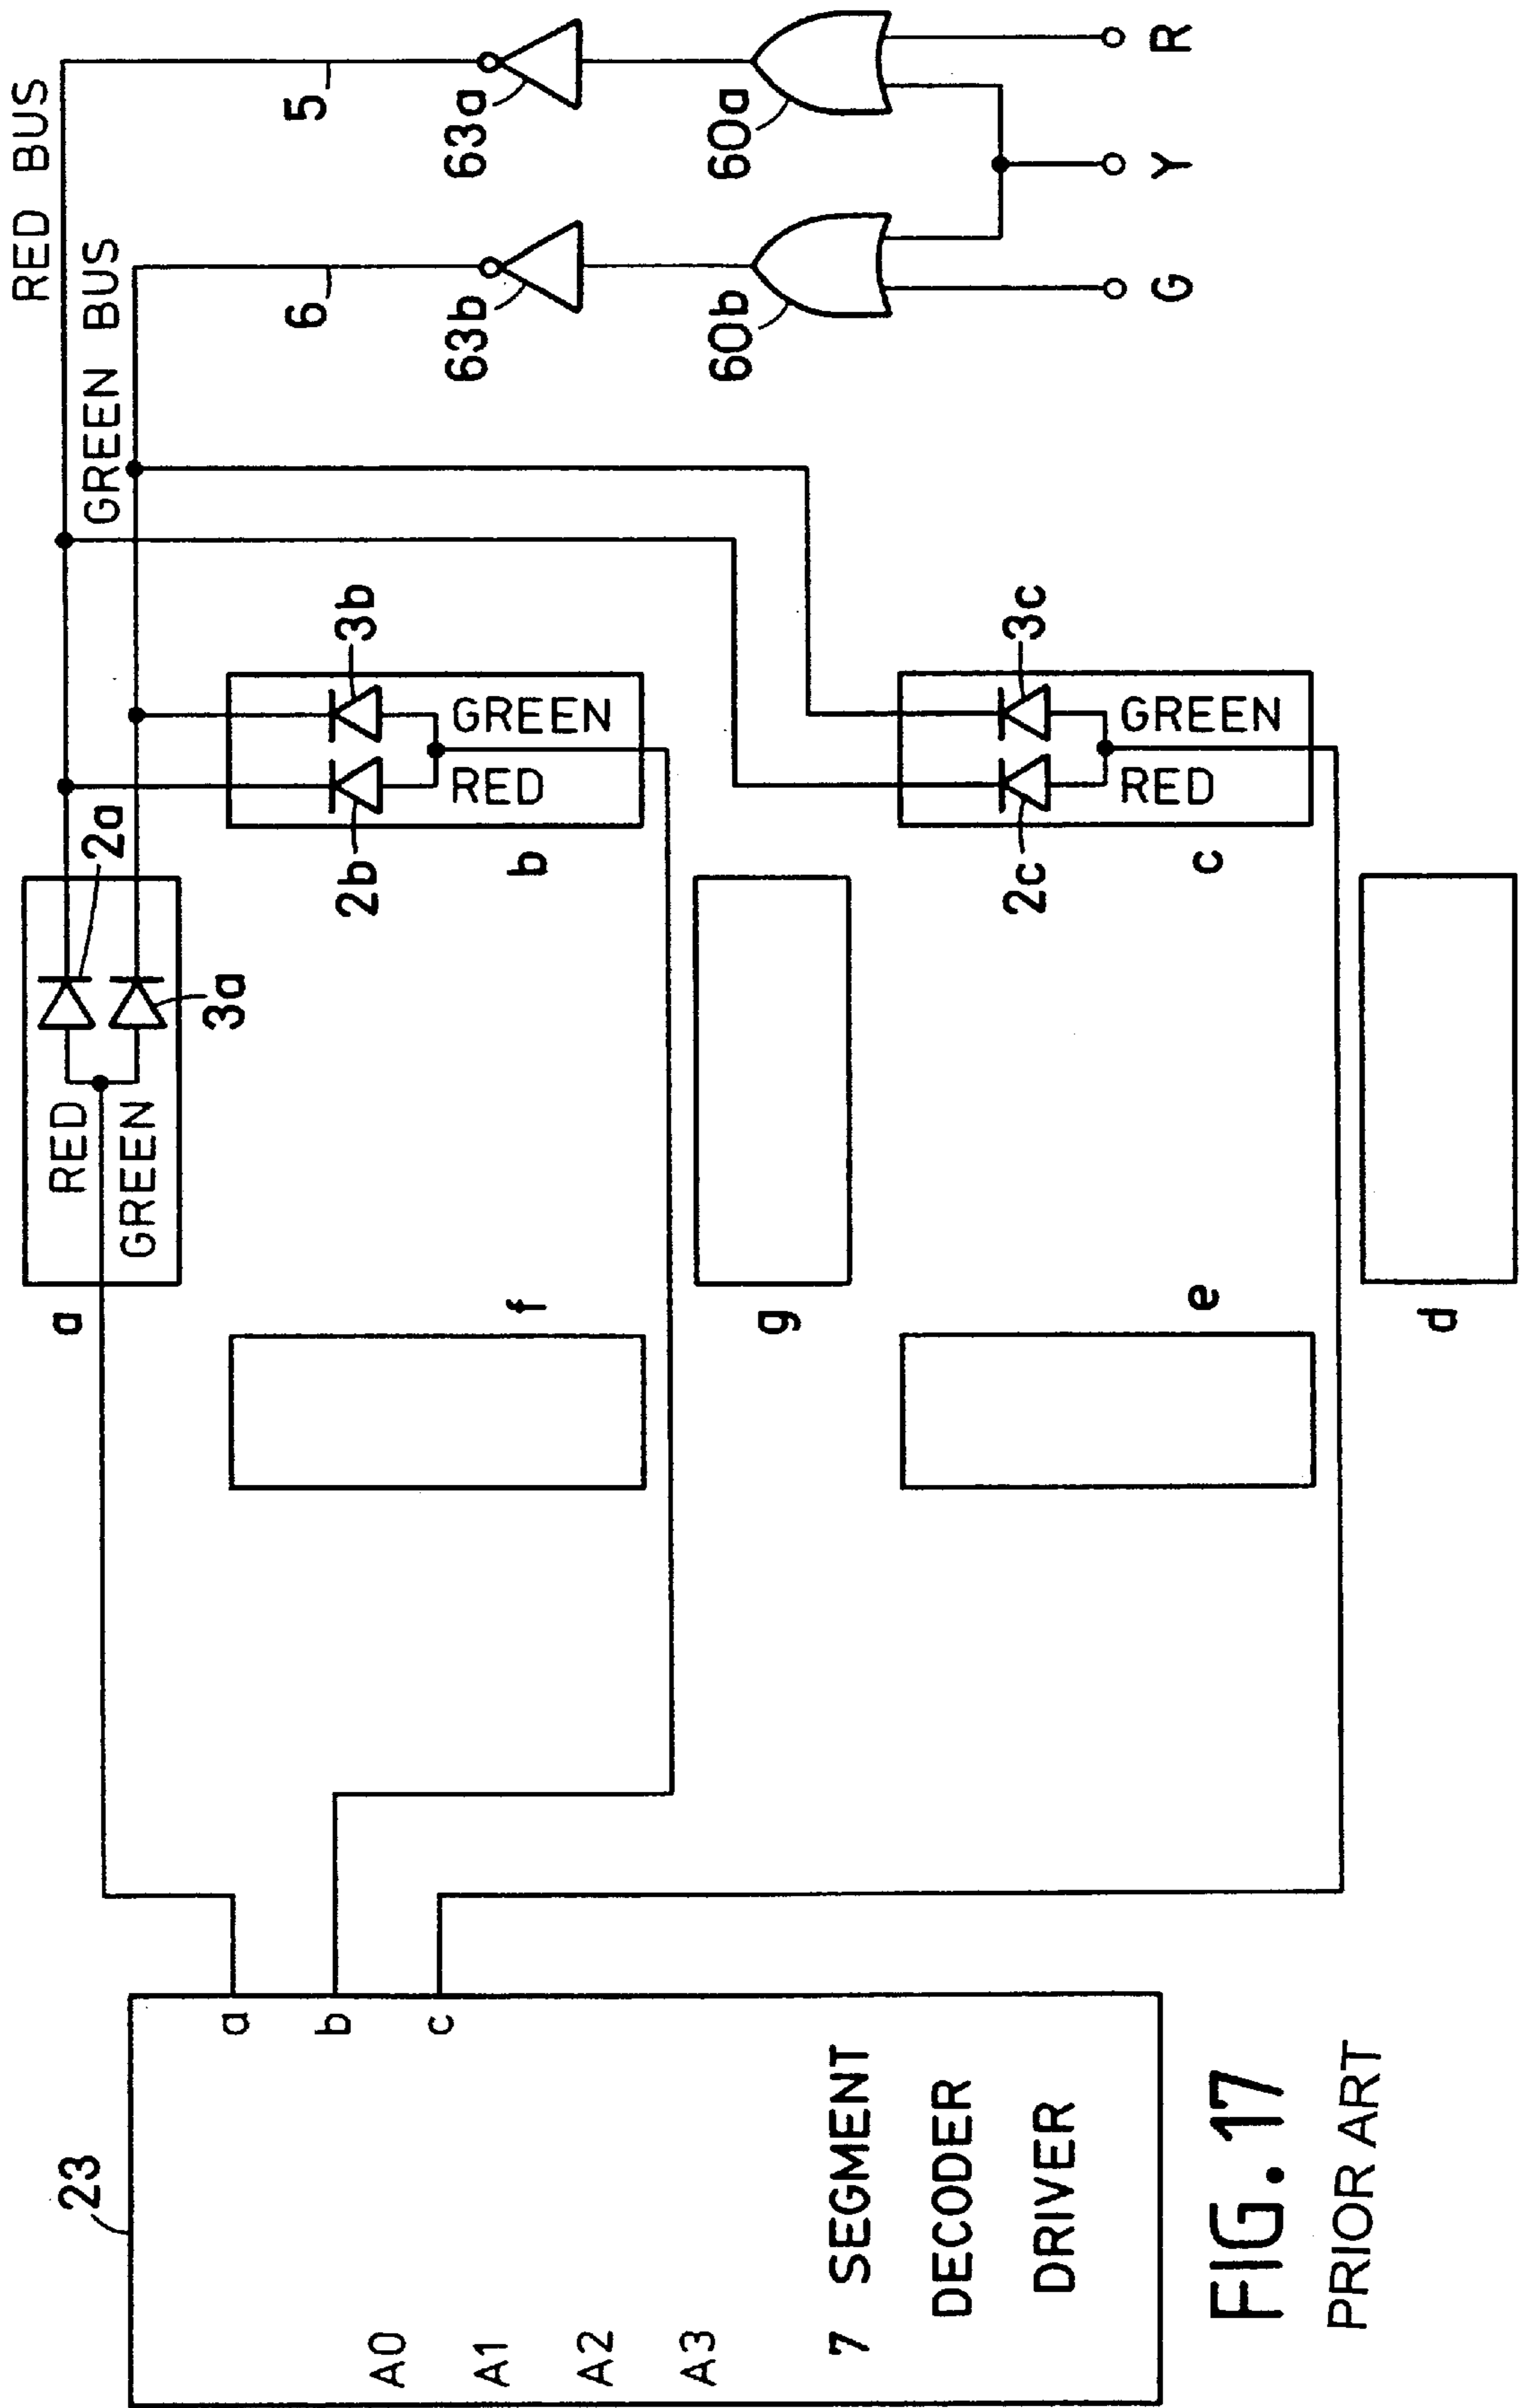 RED BUS
GREEN BUS
5
6
63a
63b
60a
60b
R
Y
G
a
RED
GREEN
2a
3a
2b
3b
RED
GREEN
b
f
g
2c
3c
RED
GREEN
c
e
d
23
a
b
c
A0
A1
A2
A3
7 SEGMENT
DECODER
DRIVER
FIG. 17
PRIOR ART